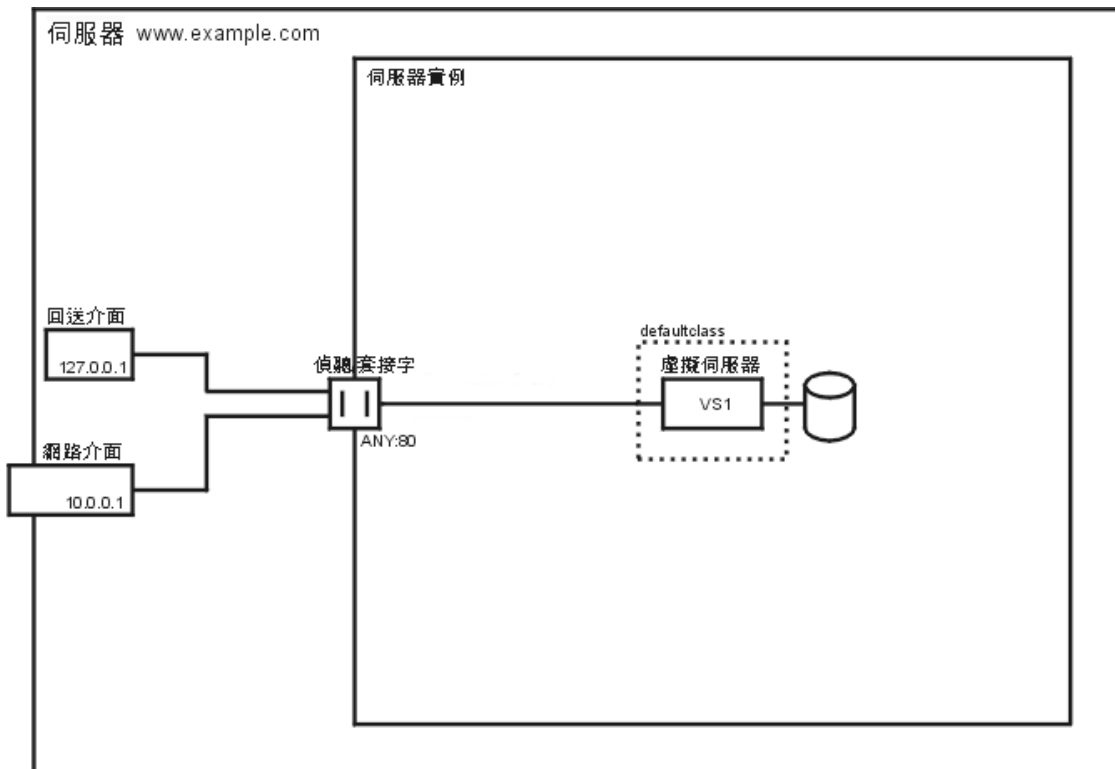 伺服器 www.example.com
伺服器實例
回送介面
127.0.0.1
偵聽套接字
ANY:80
defaultclass
虛擬伺服器
VS1
網路介面
10.0.0.1